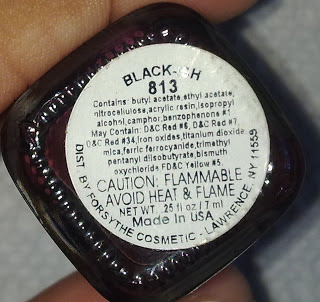 BLACK-SH
813
Contains: butyl acetate,ethyl acetate,
nitrocellulose,acrylic resin,isopropyl
alcohol,camphor,benzophenone #1
May Contain: D&C Red #6, D&C Red #7,
D&C Red #34,Iron oxides,titanium dioxide
mica,ferric ferrocyanide,trimethyl
pentanyl diisobutyrate,bismuth
oxychloride,FD&C Yellow #5.
CAUTION: FLAMMABLE
AVOID HEAT & FLAME
NET WT. .25 fl oz / 7 ml
Made In USA
DIST BY FORSYTHE COSMETIC - LAWRENCE, NY 11559